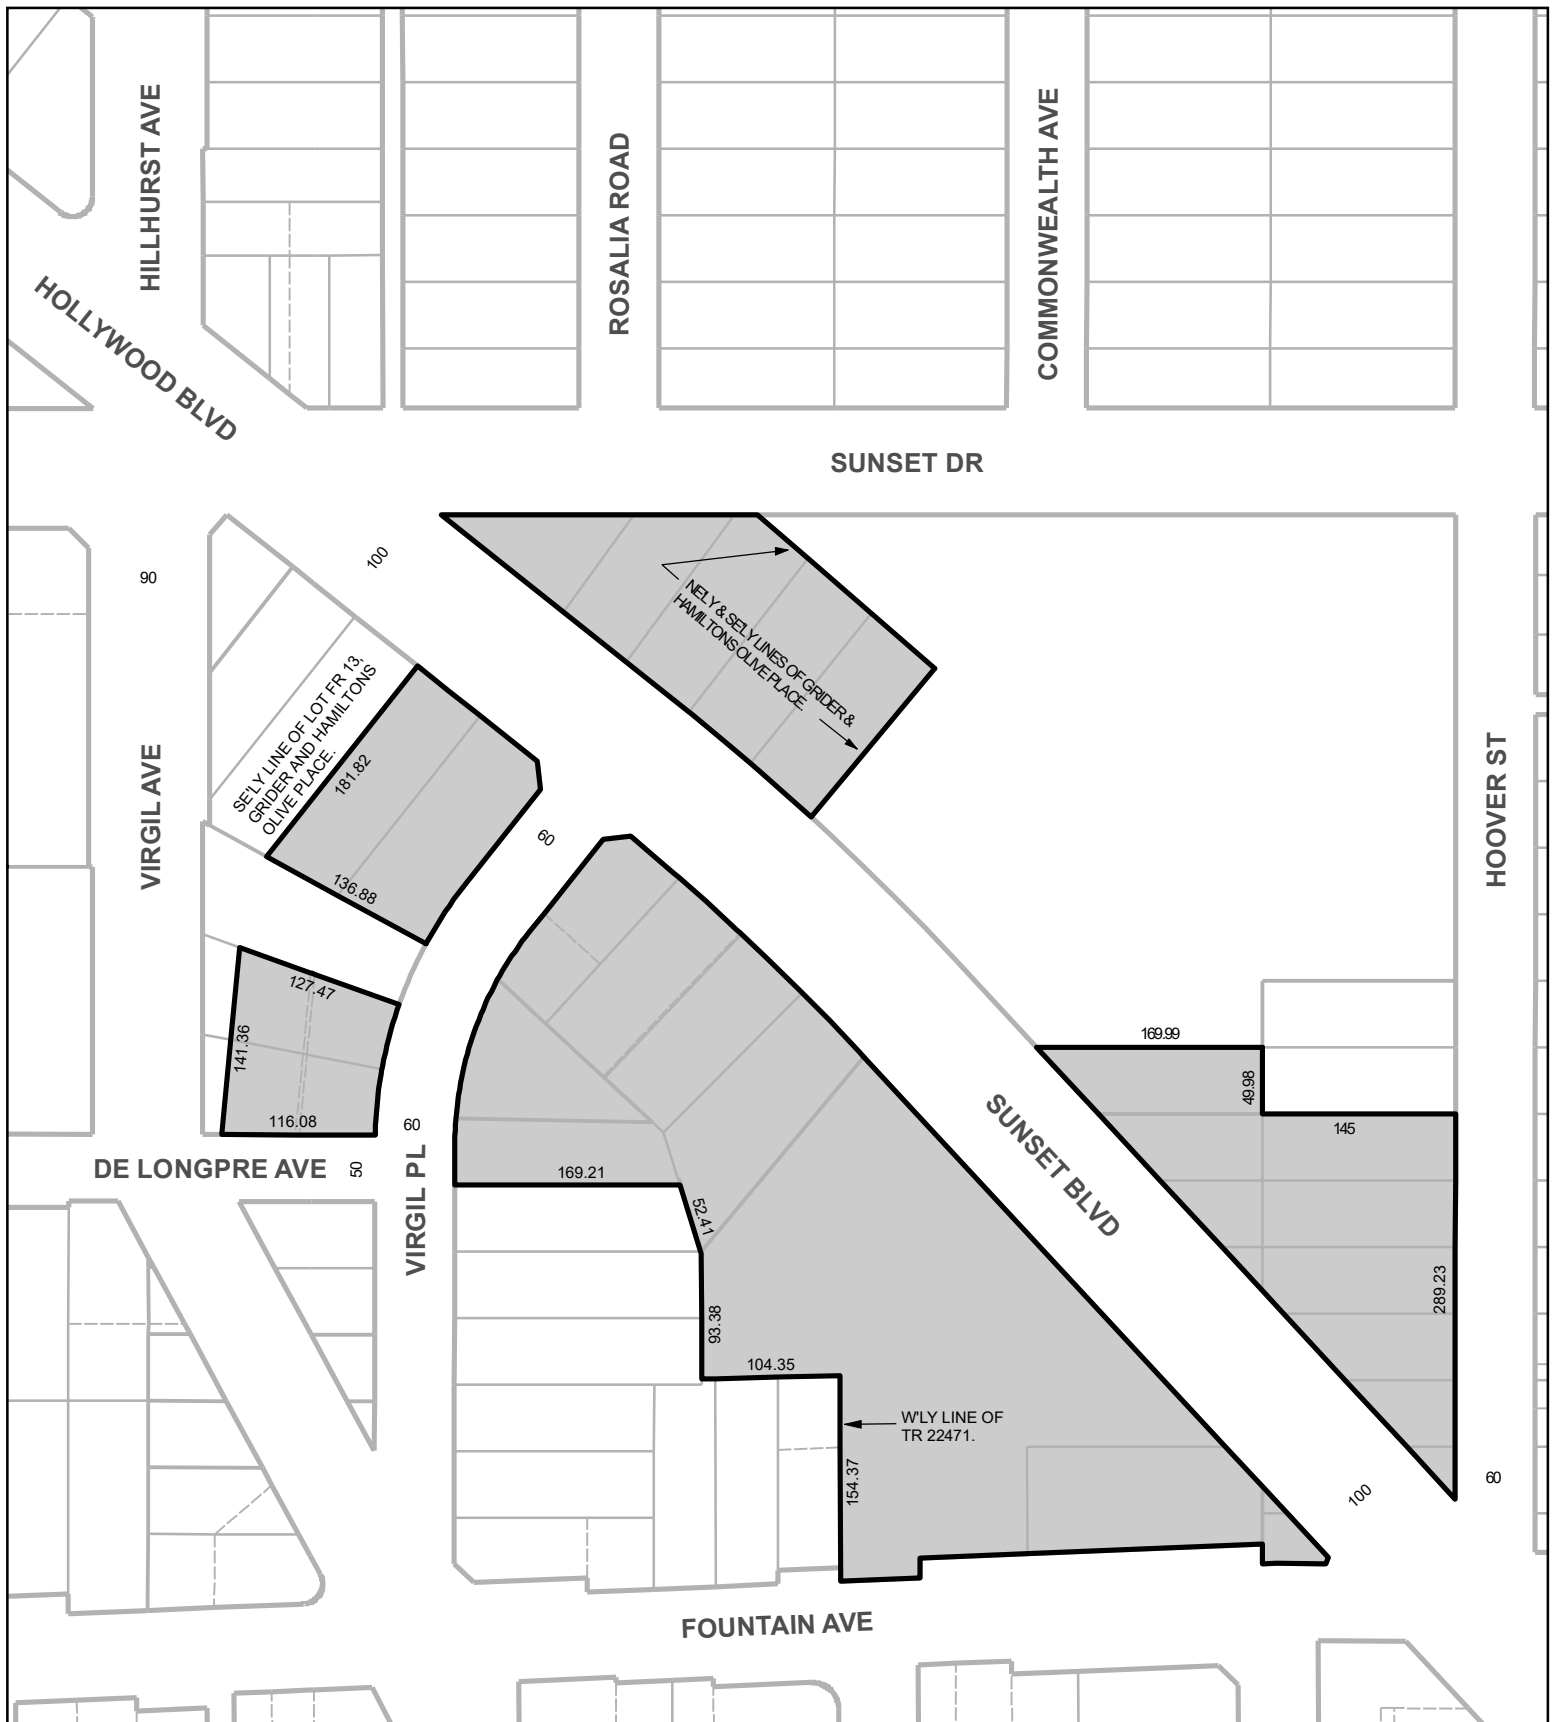 HILLHURST AVE
ROSALIA ROAD
COMMONWEALTH AVE
HOLLYWOOD BLVD
SUNSET DR
100
90
NE'LY & SE'LY LINES OF GRIDER &
HAMILTONS OLIVE PLACE.
SE'LY LINE OF LOT FR 13,
GRIDER AND HAMILTONS
OLIVE PLACE.
181.82
VIRGIL AVE
HOOVER ST
60
136.88
127.47
141.36
116.08
60
169.99
49.98
145
DE LONGPRE AVE
50
VIRGIL PL
169.21
52.41
SUNSET BLVD
289.23
93.38
104.35
W'LY LINE OF
TR 22471.
154.37
100
60
FOUNTAIN AVE